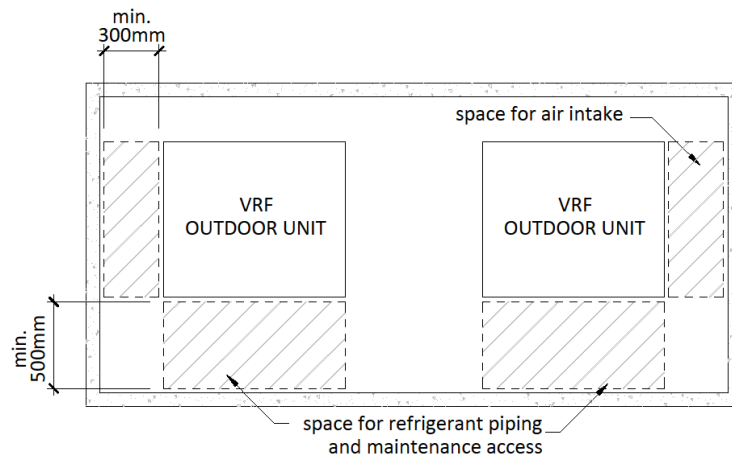 min.
300mm
space for air intake
VRF
OUTDOOR UNIT
VRF
OUTDOOR UNIT
min.
500mm
space for refrigerant piping
and maintenance access